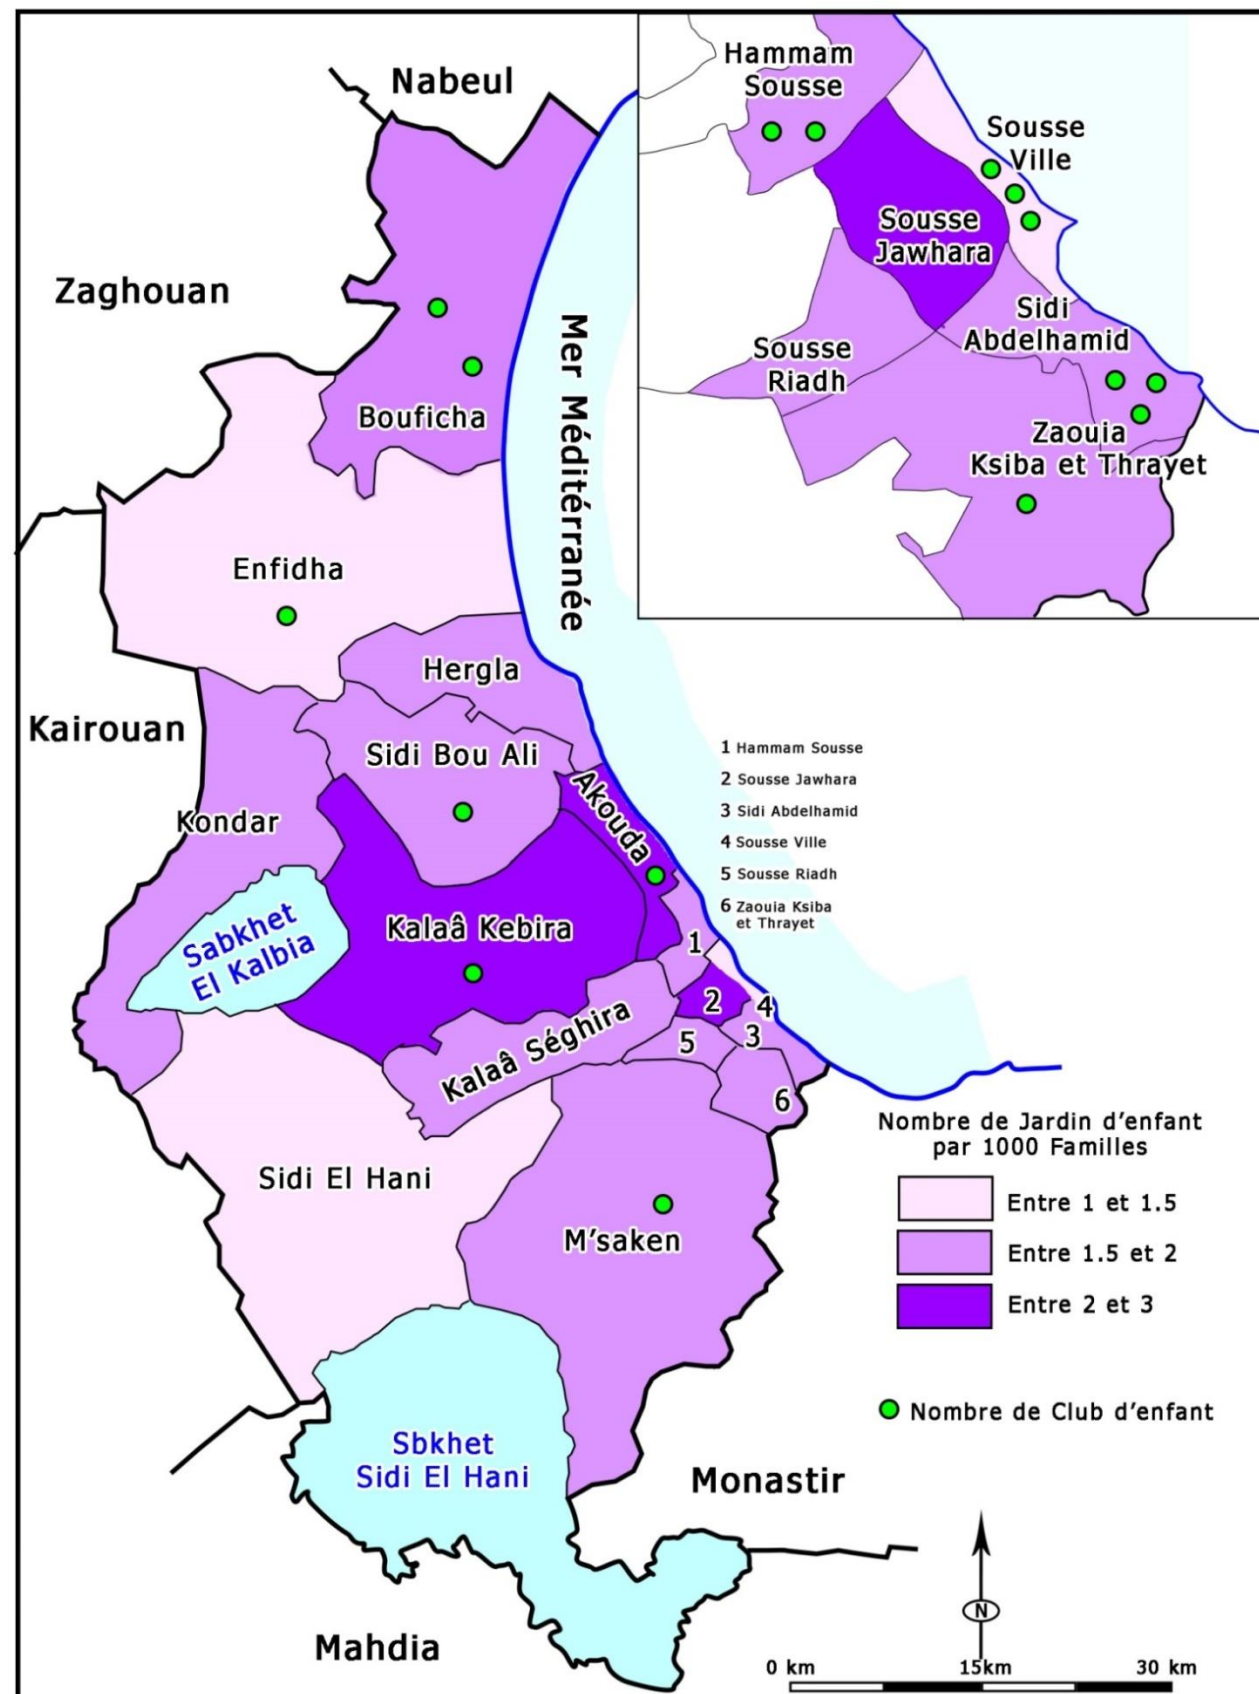 Nabeul
Hammam
Sousse
Sousse
Ville
Sousse
Jawhara
Sidi
Abdelhamid
Sousse
Riadh
Zaouia
Ksiba et Thrayet
Zaghouan
Mer Méditérranée
Bouficha
Enfidha
Hergla
Kairouan
Sidi Bou Ali
Akouda
Kondar
1 Hammam Sousse
2 Sousse Jawhara
3 Sidi Abdelhamid
4 Sousse Ville
5 Sousse Riadh
6 Zaouia Ksiba
et Thrayet
Sabkhet
El Kalbia
Kalaâ Kebira
1
2
4
3
5
6
Kalaâ Séghira
Sidi El Hani
M'saken
Nombre de Jardin d'enfant
par 1000 Familles
Entre 1 et 1.5
Entre 1.5 et 2
Entre 2 et 3
Nombre de Club d'enfant
Sbkhet
Sidi El Hani
Monastir
Mahdia
N
0 km 15km 30 km